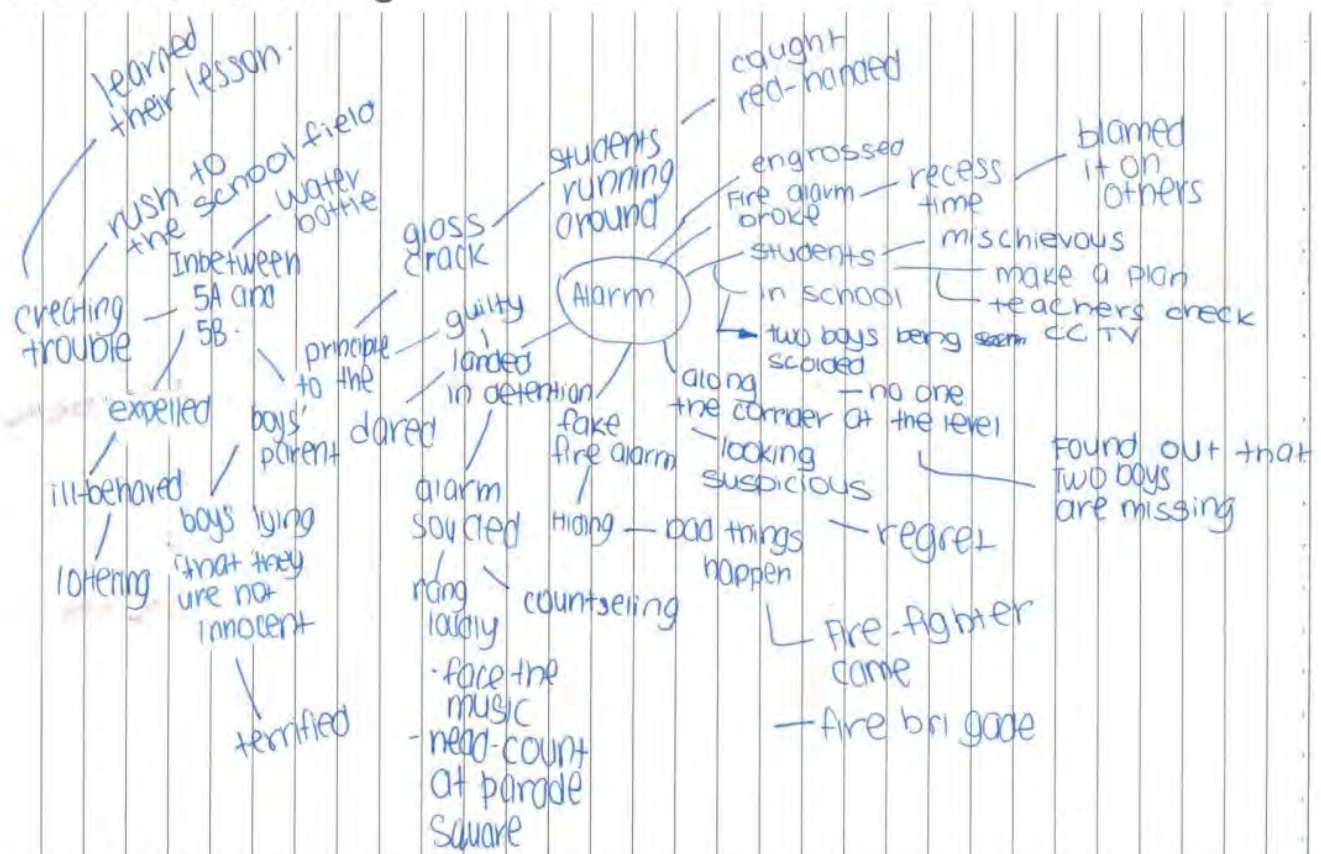 learned
their lesson.
rush to
the school field
water
bottle
Inbetween
5A and
5B.
creating
trouble
expelled
ill-behaved
loitering
boys'
parent
boys lying
that they
are not
innocent
terrified
principle
to the
glass
crack
students
running
around
caught
red-handed
guilty
landed
in detention
dared
alarm
rang
loudly
countseling
·face the
music
-head-count
at parade
square
Alarm
engrossed
Fire alarm
broke
recess
time
blamed
it on
others
students
mischievous
make a plan
teachers check
in school
two boys being CCTV
scolded
along
the corrider
- no one
at the level
looking
suspicious
Found out that
two boys
are missing
fake
fire alarm
Hiding
bad things
happen
regret
fire-fighter
came
fire brigade